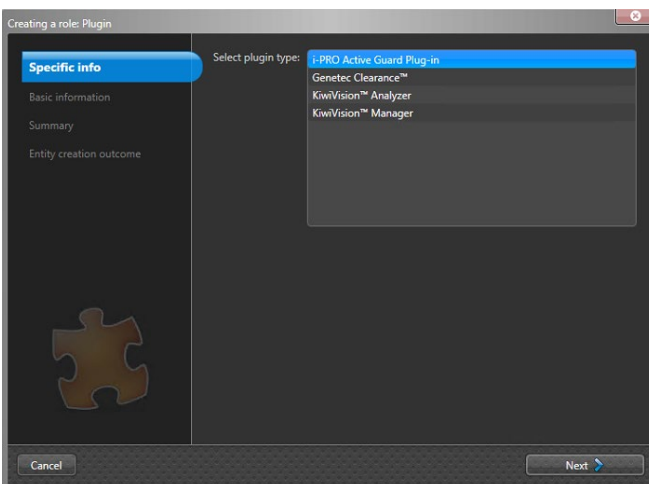 Creating a role: Plugin
Specific info
Basic information
Summary
Entity creation outcome
Select plugin type:
i-PRO Active Guard Plug-in
Genetec Clearance™
KiwiVision™ Analyzer
KiwiVision™ Manager
Cancel
Next